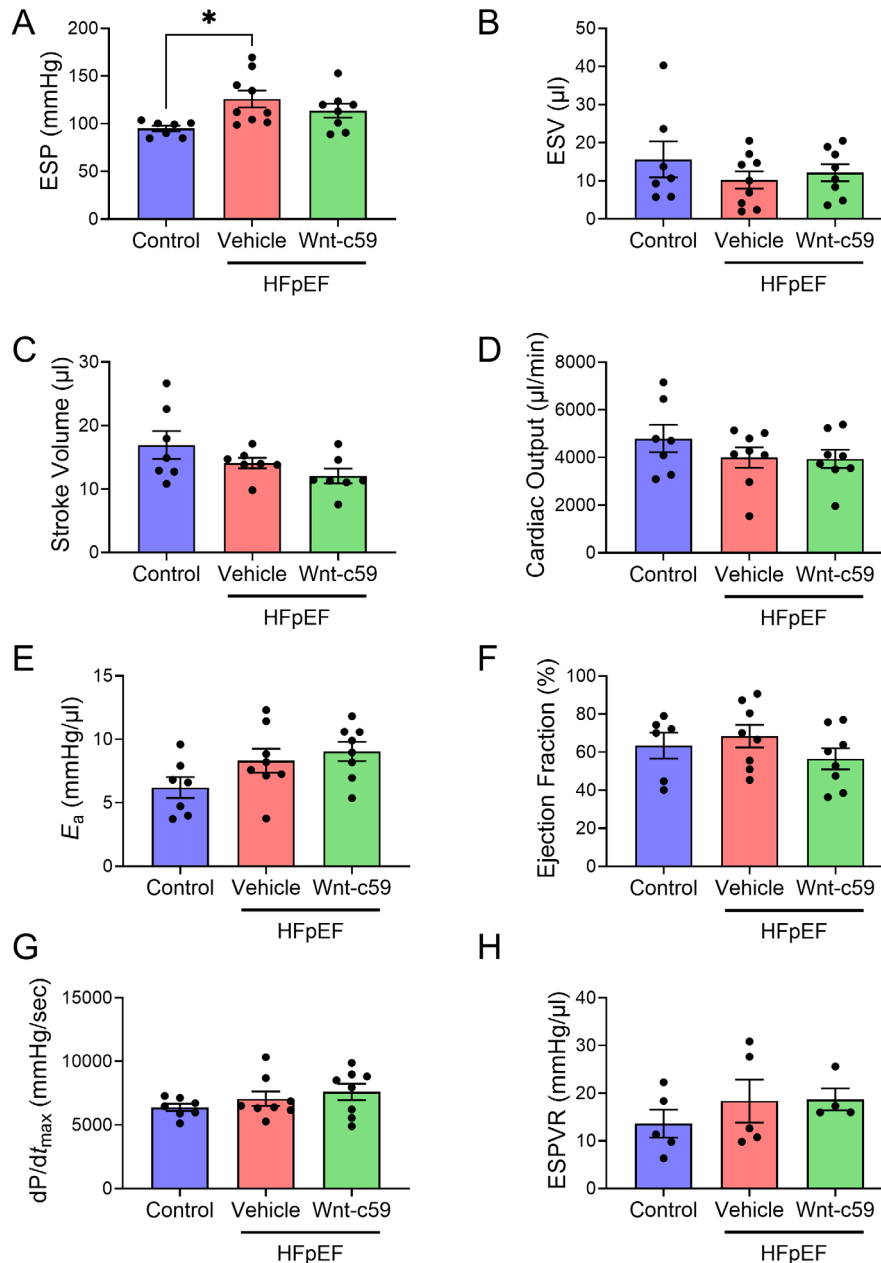 A
ESP (mmHg)
200
150
100
50
0
*
Control
Vehicle
Wnt-c59
HFpEF
B
ESV (µl)
50
40
30
20
10
0
Control
Vehicle
Wnt-c59
HFpEF
C
Stroke Volume (µl)
30
20
10
0
Control
Vehicle
Wnt-c59
HFpEF
D
Cardiac Output (µl/min)
8000
6000
4000
2000
0
Control
Vehicle
Wnt-c59
HFpEF
E
Ea (mmHg/µl)
15
10
5
0
Control
Vehicle
Wnt-c59
HFpEF
F
Ejection Fraction (%)
100
80
60
40
20
0
Control
Vehicle
Wnt-c59
HFpEF
G
dP/dtmax (mmHg/sec)
15000
10000
5000
0
Control
Vehicle
Wnt-c59
HFpEF
H
ESPVR (mmHg/µl)
40
30
20
10
0
Control
Vehicle
Wnt-c59
HFpEF